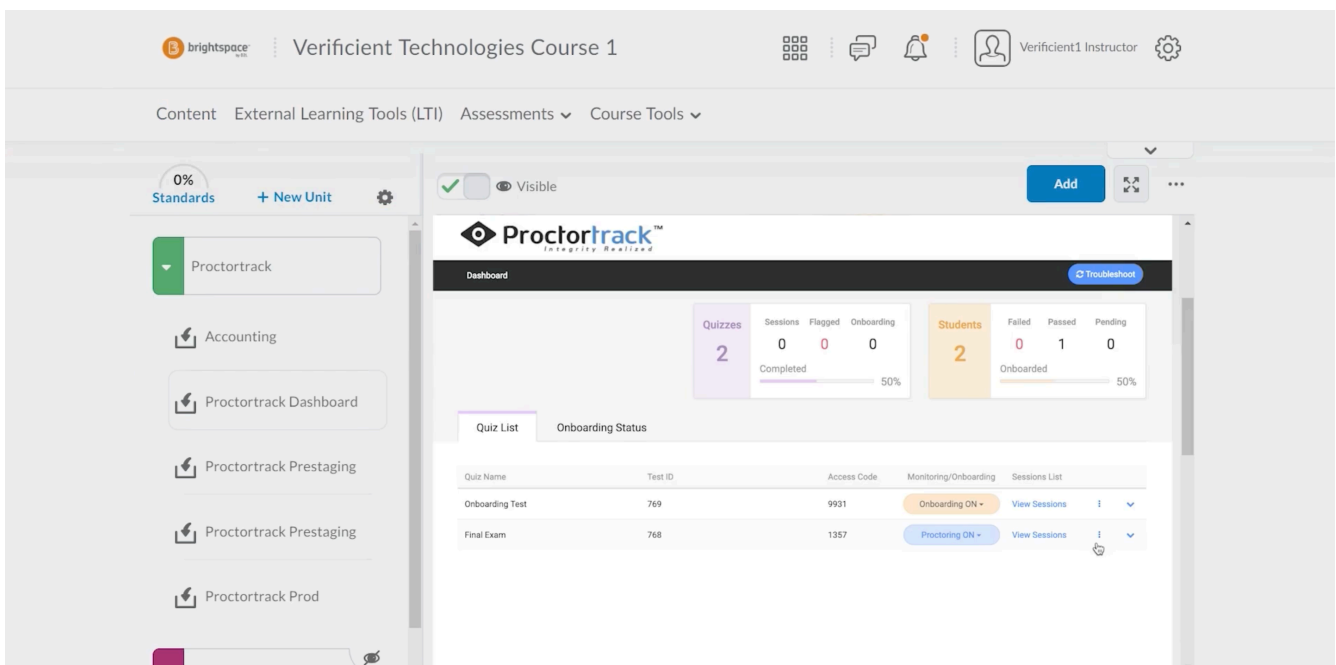 brightspace Verificient Technologies Course 1 Verificient1 Instructor
Content External Learning Tools (LTI) Assessments Course Tools
0%
Standards + New Unit
Visible
Add
Proctortrack
Accounting
Proctortrack Dashboard
Proctortrack Prestaging
Proctortrack Prestaging
Proctortrack Prod
Proctortrack™
Integrity Realized
Dashboard Troubleshoot
Quizzes
2
Sessions Flagged Onboarding
0 0 0
Completed
50%
Students
2
Failed Passed Pending
0 1 0
Onboarded
50%
Quiz List Onboarding Status
Quiz Name Test ID Access Code Monitoring/Onboarding Sessions List
Onboarding Test 769 9931 Onboarding ON View Sessions
Final Exam 768 1357 Proctoring ON View Sessions